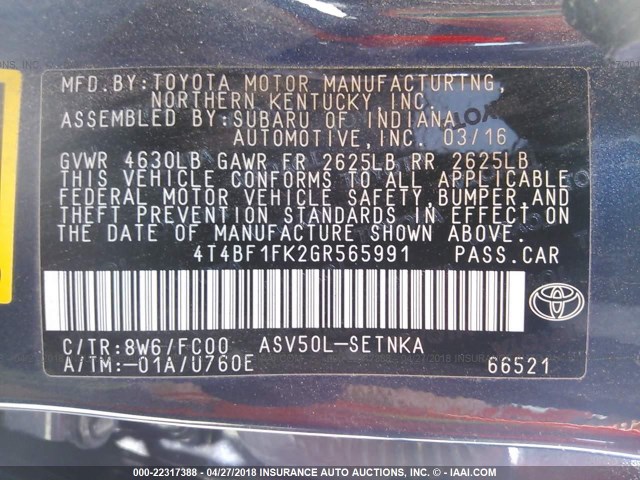 MFD.BY:TOYOTA MOTOR MANUFACTURTNG,
NORTHERN KENTUCKY,INC.
ASSEMBLED BY:SUBARU OF INDIANA
AUTOMOTIVE,INC. 03/16
GVWR 4630LB GAWR FR 2625LB RR 2625LB
THIS VEHICLE CONFORMS TO ALL APPLICABLE
FEDERAL MOTOR VEHICLE SAFETY,BUMPER,AND
THEFT PREVENTION STANDARDS IN EFFECT ON
THE DATE OF MANUFACTURE SHOWN ABOVE.
4T4BF1FK2GR565991 PASS.CAR
C/TR:8W6/FC00 ASV50L-SETNKA
A/TM:-01A/U760E 66521
000-22317388 - 04/27/2018 INSURANCE AUTO AUCTIONS, INC. - WWW.IAAI.COM